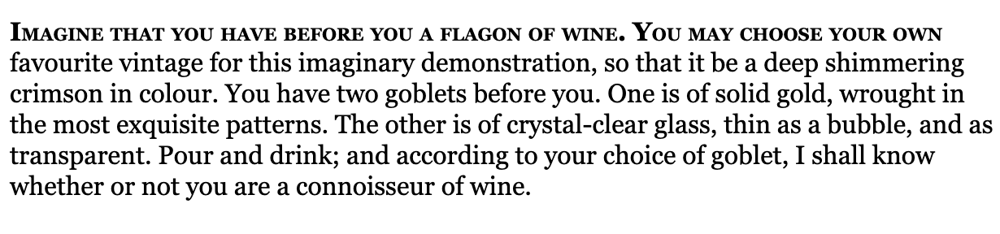 Imagine that you have before you a flagon of wine. You may choose your own
favourite vintage for this imaginary demonstration, so that it be a deep shimmering
crimson in colour. You have two goblets before you. One is of solid gold, wrought in
the most exquisite patterns. The other is of crystal-clear glass, thin as a bubble, and as
transparent. Pour and drink; and according to your choice of goblet, I shall know
whether or not you are a connoisseur of wine.